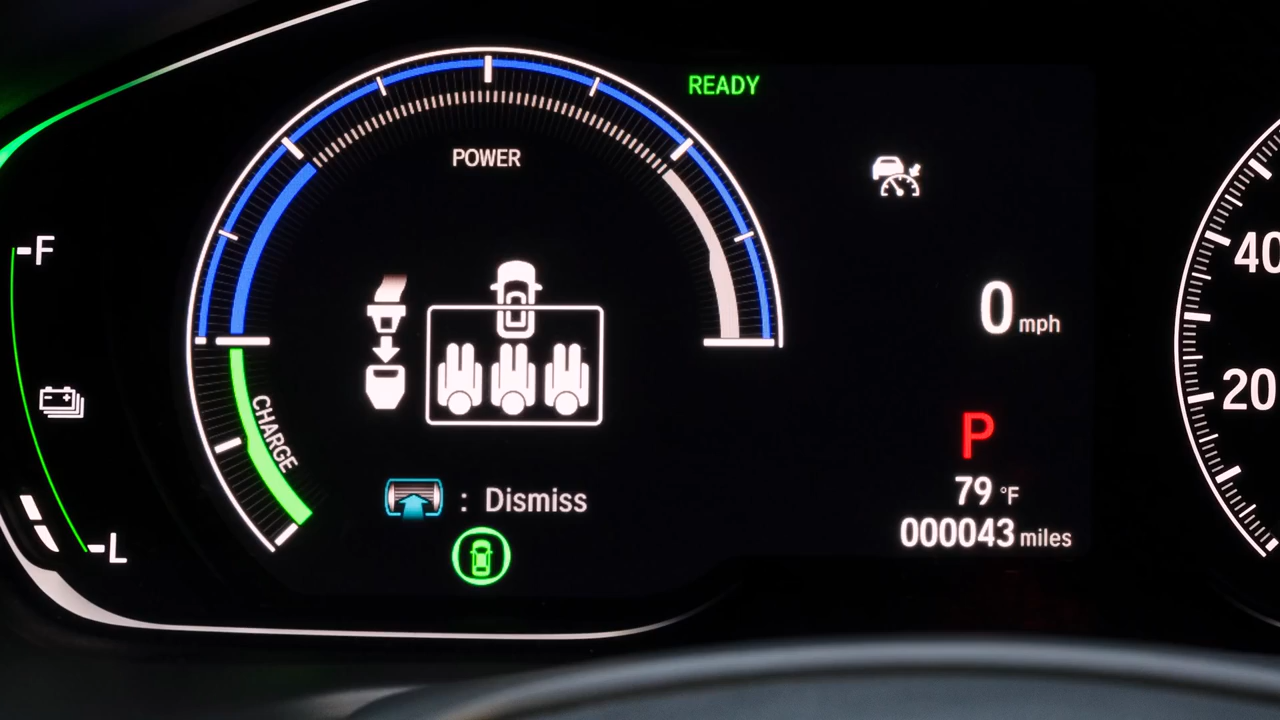 READY
POWER
-F
40
0 mph
20
P
CHARGE
: Dismiss
79 °F
000043 miles
-L